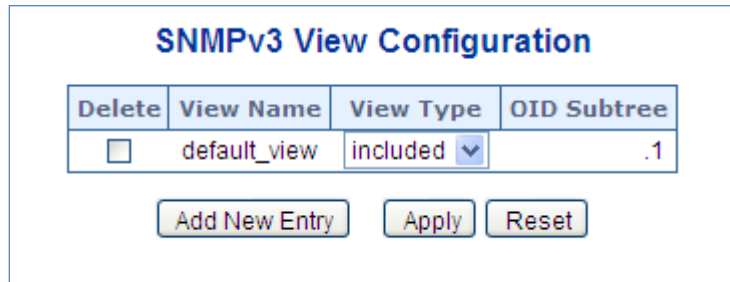 SNMPv3 View Configuration
Delete View Name View Type OID Subtree
default_view included .1
Add New Entry Apply Reset